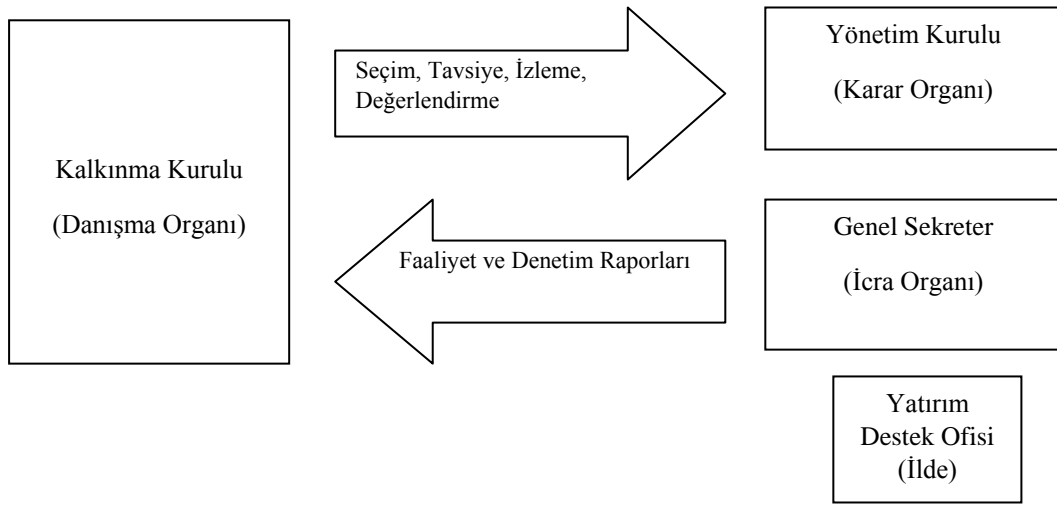 Kalkınma Kurulu
(Danışma Organı)
Seçim, Tavsiye, İzleme,
Değerlendirme
Faaliyet ve Denetim Raporları
Yönetim Kurulu
(Karar Organı)
Genel Sekreter
(İcra Organı)
Yatırım
Destek Ofisi
(İlde)